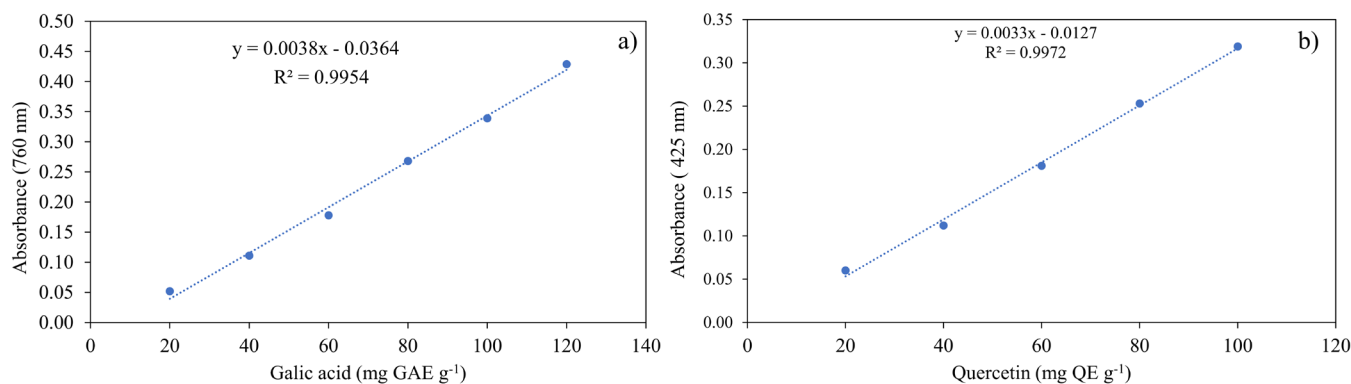 a)
y = 0.0038x - 0.0364
R² = 0.9954
Absorbance (760 nm)
0.50
0.45
0.40
0.35
0.30
0.25
0.20
0.15
0.10
0.05
0.00
0 20 40 60 80 100 120 140
Galic acid (mg GAE g⁻¹)
b)
y = 0.0033x - 0.0127
R² = 0.9972
Absorbance ( 425 nm)
0.35
0.30
0.25
0.20
0.15
0.10
0.05
0.00
0 20 40 60 80 100 120
Quercetin (mg QE g⁻¹)